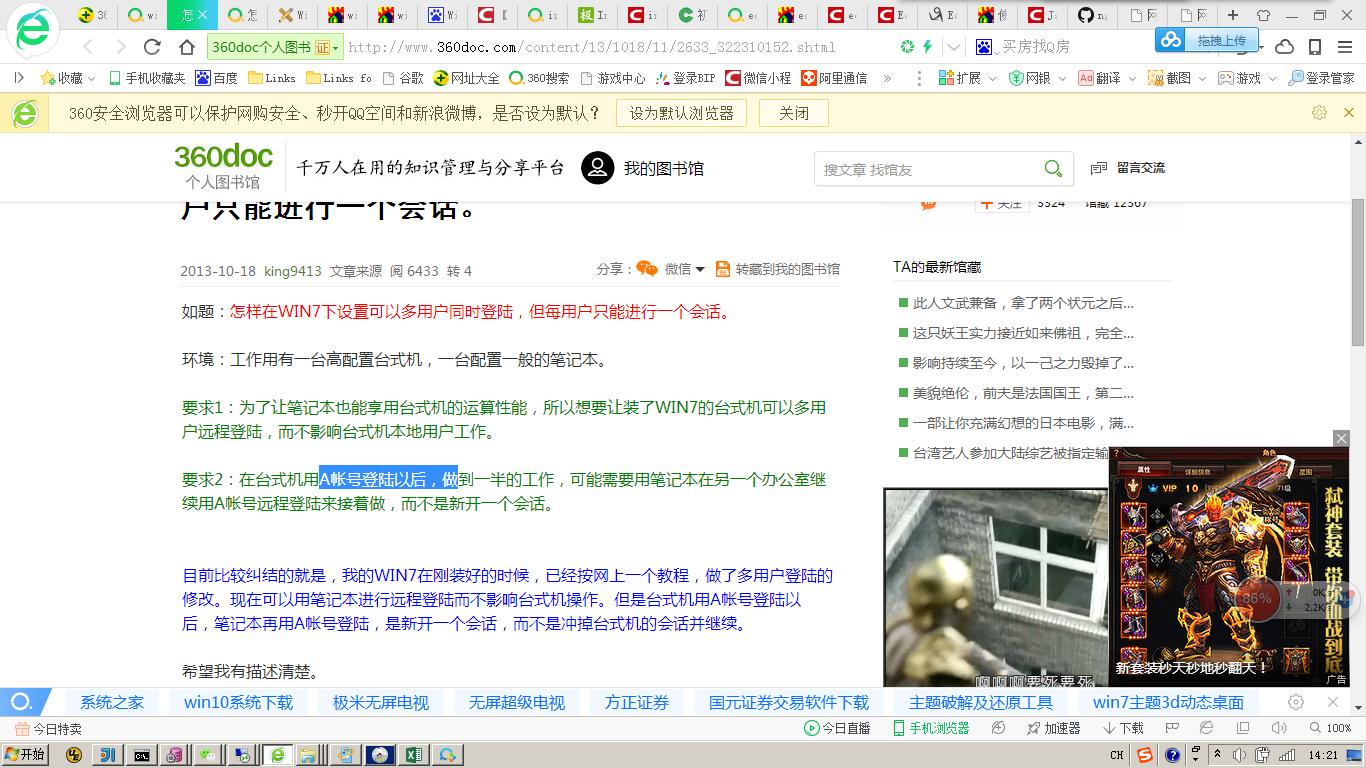 怎
360doc个人图书 证
http://www.360doc.com/content/13/1018/11/2633_322310152.shtml
买房找Q房
拖拽上传
收藏 手机收藏夹 百度 Links Links fo 谷歌 网址大全 360搜索 游戏中心 登录BIP 微信小程 阿里通信 » 扩展 网银 翻译 截图 游戏 登录管家
360安全浏览器可以保护网购安全、秒开QQ空间和新浪微博，是否设为默认？ 设为默认浏览器 关闭
360doc
个人图书馆
千万人在用的知识管理与分享平台 我的图书馆
搜文章 找馆友
留言交流
户只能进行一个会话。
关注 3324 馆藏 12367
2013-10-18 king9413 文章来源 阅 6433 转 4
分享： 微信 转藏到我的图书馆
如题：怎样在WIN7下设置可以多用户同时登陆，但每用户只能进行一个会话。
环境：工作用有一台高配置台式机，一台配置一般的笔记本。
要求1：为了让笔记本也能享用台式机的运算性能，所以想要让装了WIN7的台式机可以多用
户远程登陆，而不影响台式机本地用户工作。
要求2：在台式机用A帐号登陆以后，做到一半的工作，可能需要用笔记本在另一个办公室继
续用A帐号远程登陆来接着做，而不是新开一个会话。
目前比较纠结的就是，我的WIN7在刚装好的时候，已经按网上一个教程，做了多用户登陆的
修改。现在可以用笔记本进行远程登陆而不影响台式机操作。但是台式机用A帐号登陆以
后，笔记本再用A帐号登陆，是新开一个会话，而不是冲掉台式机的会话并继续。
希望我有描述清楚。
TA的最新馆藏
此人文武兼备，拿了两个状元之后...
这只妖王实力接近如来佛祖，完全...
影响持续至今，以一己之力毁掉了...
美貌绝伦，前夫是法国国王，第二...
一部让你充满幻想的日本电影，满...
台湾艺人参加大陆综艺被指定输
啊啊啊要死要死
角色
属性 详细信息 星图
VIP 10
弑神套装 带你血战到底
86%
0K/s
2.2K/s
新套装秒天秒地秒翻天！
广告
系统之家 win10系统下载 极米无屏电视 无屏超级电视 方正证券 国元证券交易软件下载 主题破解及还原工具 win7主题3d动态桌面
今日特卖
今日直播 手机浏览器 加速器 下载 100%
开始
CH
14:21